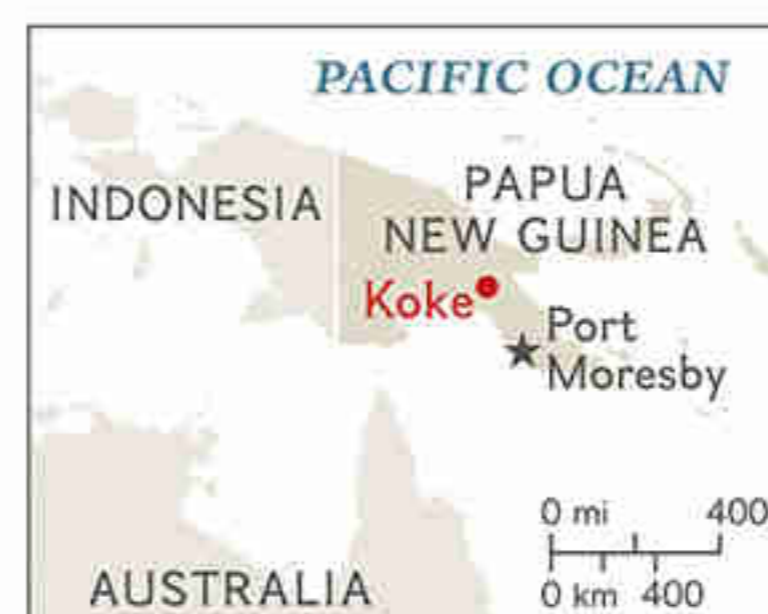 PACIFIC OCEAN
PAPUA
NEW GUINEA
INDONESIA
Koke
Port
Moresby
0 mi 400
0 km 400
AUSTRALIA